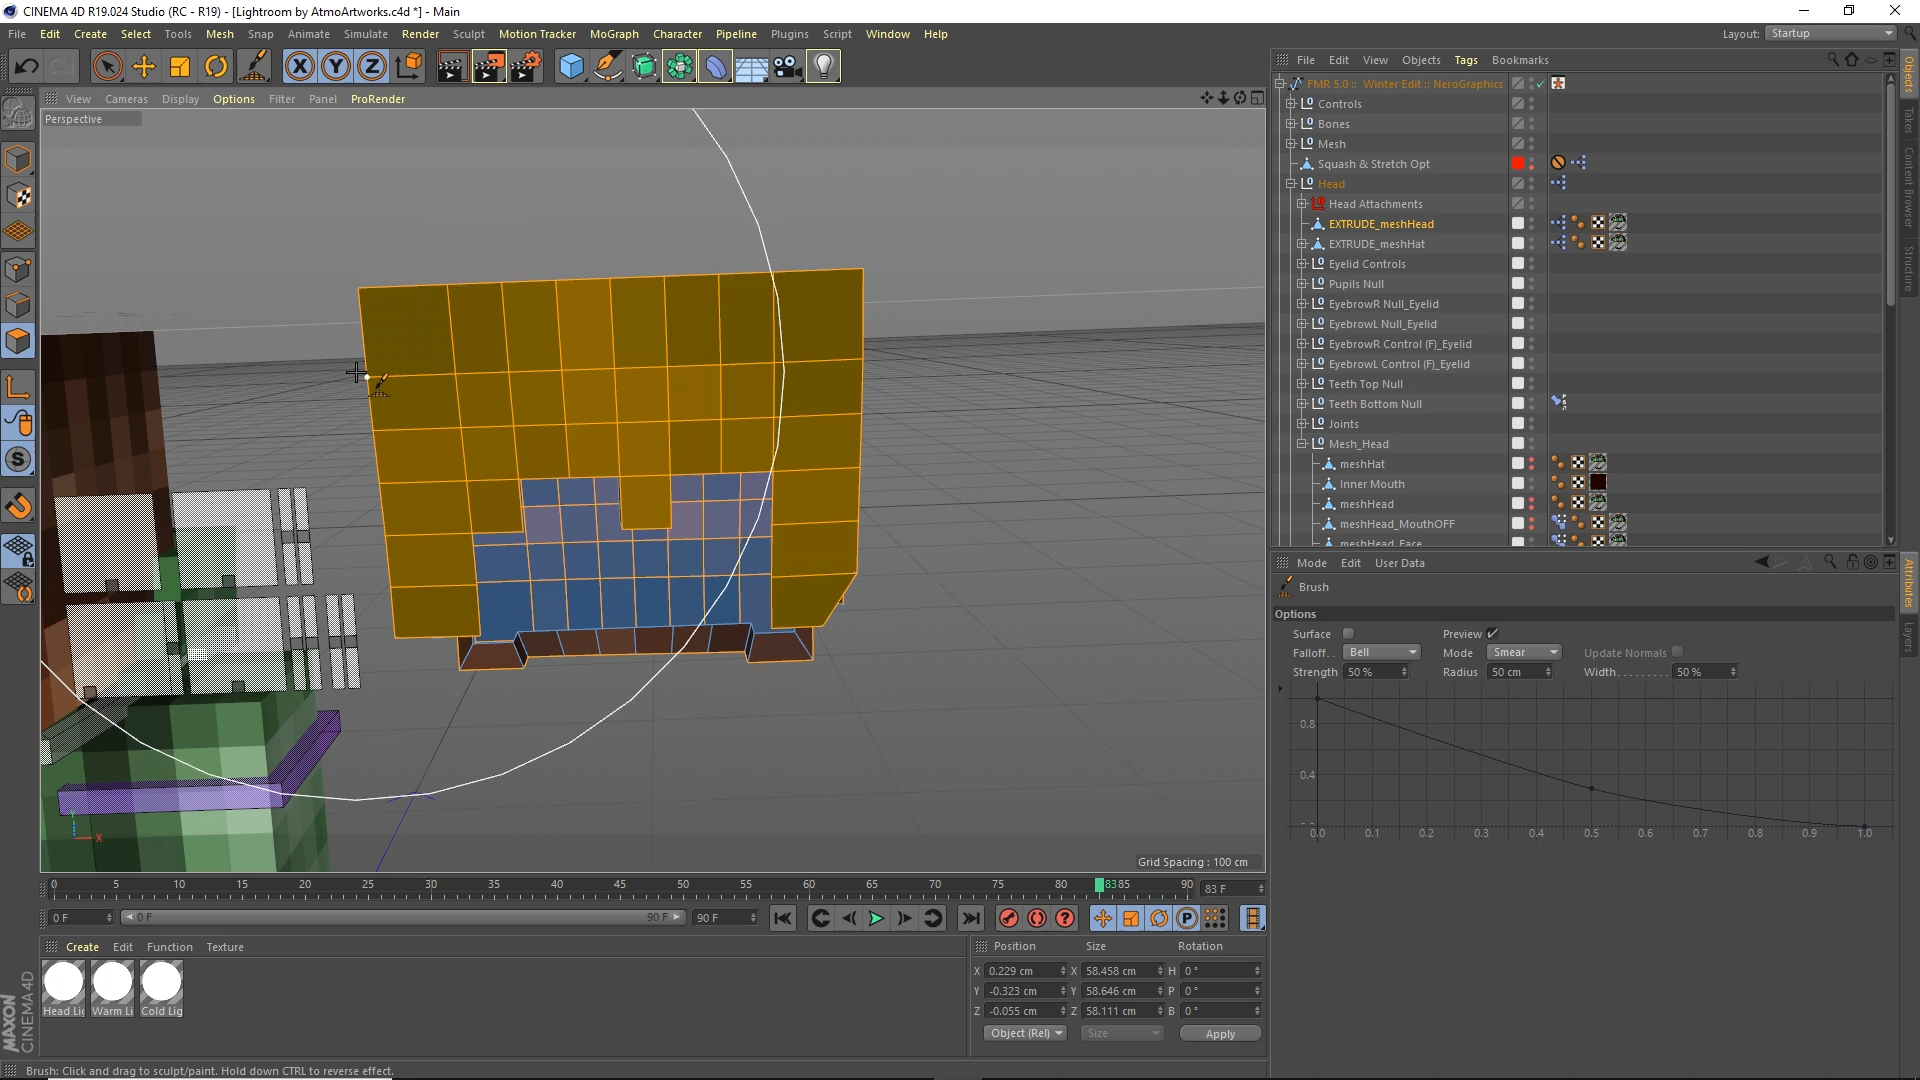 CINEMA 4D R19.024 Studio (RC - R19) - [Lightroom by AtmoArtworks.c4d *] - Main
File Edit Create Select Tools Mesh Snap Animate Simulate Render Sculpt Motion Tracker MoGraph Character Pipeline Plugins Script Window Help
Layout: Startup
File Edit View Objects Tags Bookmarks
View Cameras Display Options Filter Panel ProRender
Perspective
FMR 5.0 :: Winter Edit :: NeroGraphics
Controls
Bones
Mesh
Squash & Stretch Opt
Head
Head Attachments
EXTRUDE_meshHead
EXTRUDE_meshHat
Eyelid Controls
Pupils Null
EyebrowR Null_Eyelid
EyebrowL Null_Eyelid
EyebrowR Control (F)_Eyelid
EyebrowL Control (F)_Eyelid
Teeth Top Null
Teeth Bottom Null
Joints
Mesh_Head
meshHat
Inner Mouth
meshHead
meshHead_MouthOFF
meshHead_Face
Objects
Takes
Content Browser
Structure
Attributes
Layers
Mode Edit User Data
Brush
Options
Surface Preview
Falloff. . Bell Mode Smear Update Normals
Strength 50 % Radius 50 cm Width. . . . . . . . . 50 %
0.8
0.4
0.0 0.1 0.2 0.3 0.4 0.5 0.6 0.7 0.8 0.9 1.0
Y
X
Grid Spacing : 100 cm
0 5 10 15 20 25 30 35 40 45 50 55 60 65 70 75 80 8385 90 83 F
0 F 0 F 90 F 90 F
Create Edit Function Texture
Head Lig Warm Li Cold Lig
Position Size Rotation
X 0.229 cm X 58.458 cm H 0 °
Y -0.323 cm Y 58.646 cm P 0 °
Z -0.055 cm Z 58.111 cm B 0 °
Object (Rel) Size Apply
MAXON
CINEMA 4D
Brush: Click and drag to sculpt/paint. Hold down CTRL to reverse effect.